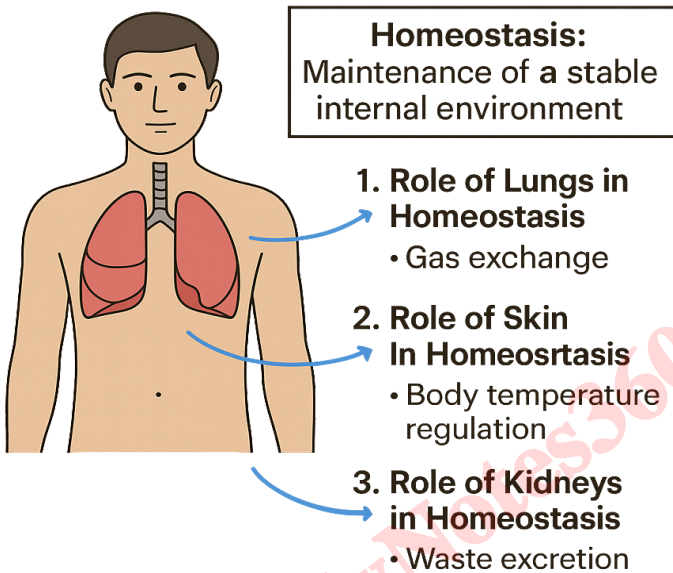 Homeostasis:
Maintenance of a stable
internal environment
1. Role of Lungs in
Homeostasis
• Gas exchange
2. Role of Skin
In Homeosrtasis
• Body temperature
regulation
3. Role of Kidneys
in Homeostasis
• Waste excretion
Notes360